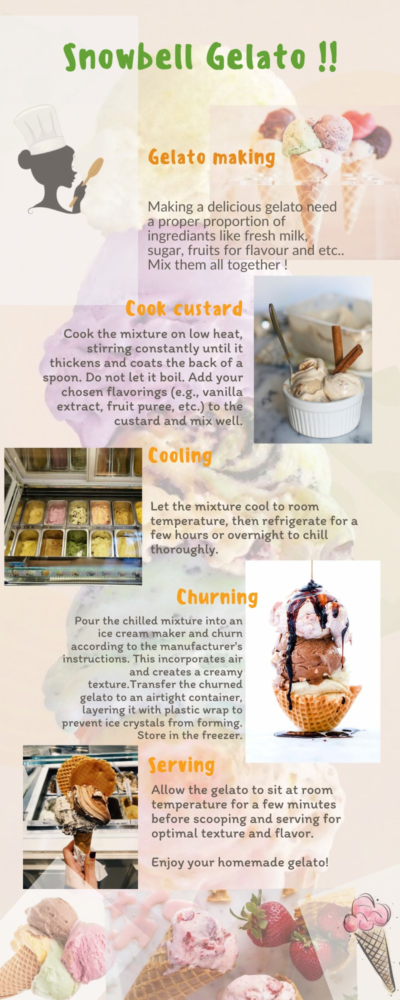 Snowbell Gelato !!
Gelato making
Making a delicious gelato need
a proper proportion of
ingrediants like fresh milk,
sugar, fruits for flavour and etc..
Mix them all together !
Cook custard
Cook the mixture on low heat,
stirring constantly until it
thickens and coats the back of a
spoon. Do not let it boil. Add your
chosen flavorings (e.g., vanilla
extract, fruit puree, etc.) to the
custard and mix well.
Cooling
Let the mixture cool to room
temperature, then refrigerate for a
few hours or overnight to chill
thoroughly.
Churning
Pour the chilled mixture into an
ice cream maker and churn
according to the manufacturer's
instructions. This incorporates air
and creates a creamy
texture.Transfer the churned
gelato to an airtight container,
layering it with plastic wrap to
prevent ice crystals from forming.
Store in the freezer.
Serving
Allow the gelato to sit at room
temperature for a few minutes
before scooping and serving for
optimal texture and flavor.
Enjoy your homemade gelato!